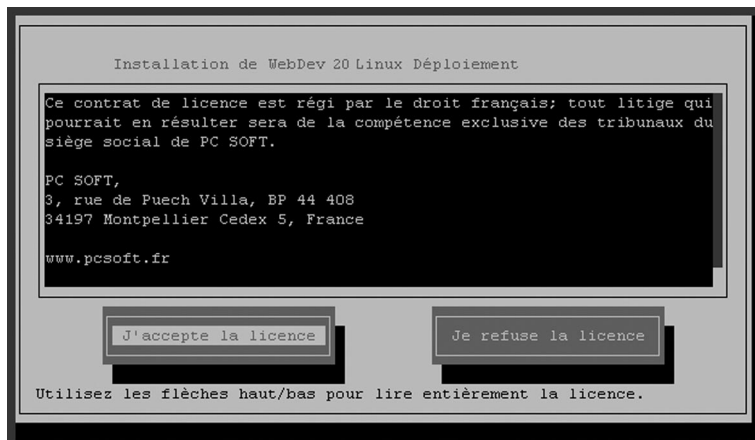 Installation de WebDev 20 Linux Déploiement
Ce contrat de licence est régi par le droit français; tout litige qui
pourrait en résulter sera de la compétence exclusive des tribunaux du
siège social de PC SOFT.
PC SOFT,
3, rue de Puech Villa, BP 44 408
34197 Montpellier Cedex 5, France
www.pcsoft.fr
J'accepte la licence
Je refuse la licence
Utilisez les flèches haut/bas pour lire entièrement la licence.